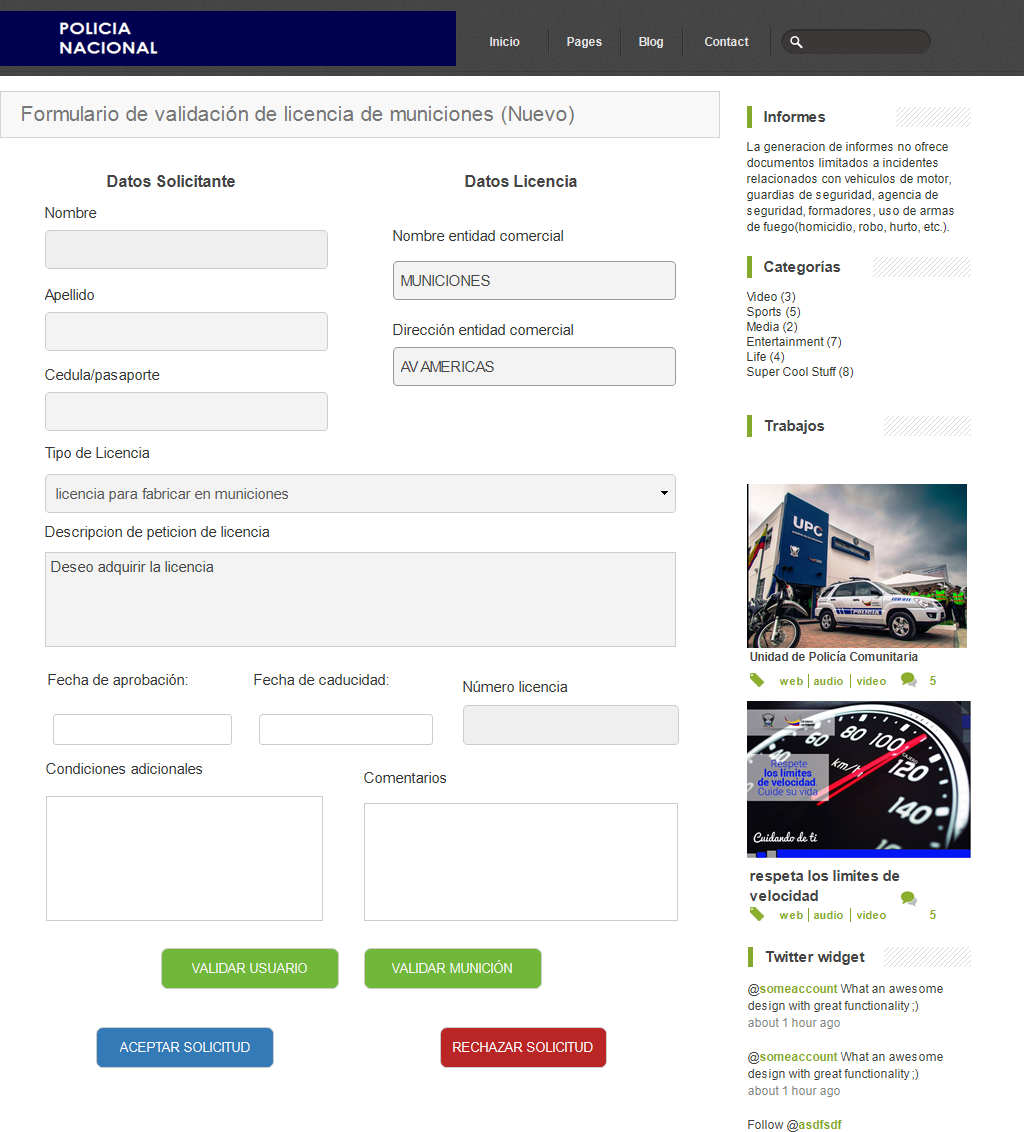 POLICIA
NACIONAL
Inicio
Pages
Blog
Contact
Formulario de validación de licencia de municiones (Nuevo)
Datos Solicitante
Nombre
Apellido
Cedula/pasaporte
Datos Licencia
Nombre entidad comercial
MUNICIONES
Dirección entidad comercial
AV AMERICAS
Tipo de Licencia
licencia para fabricar en municiones
Descripcion de peticion de licencia
Deseo adquirir la licencia
Fecha de aprobación:
Fecha de caducidad:
Número licencia
Condiciones adicionales
Comentarios
VALIDAR USUARIO
VALIDAR MUNICIÓN
ACEPTAR SOLICITUD
RECHAZAR SOLICITUD
Informes
La generacion de informes no ofrece
documentos limitados a incidentes
relacionados con vehiculos de motor,
guardias de seguridad, agencia de
seguridad, formadores, uso de armas
de fuego(homicidio, robo, hurto, etc.).
Categorías
Video (3)
Sports (5)
Media (2)
Entertainment (7)
Life (4)
Super Cool Stuff (8)
Trabajos
UPC
POLICIA
Unidad de Policía Comunitaria
web | audio | video 5
60 80 100 120 140
km/h
Respete
los límites
de velocidad.
Cuide su vida
Cuidando de ti
respeta los limites de
velocidad
web | audio | video 5
Twitter widget
@someaccount What an awesome
design with great functionality ;)
about 1 hour ago
@someaccount What an awesome
design with great functionality ;)
about 1 hour ago
Follow @asdfsdf